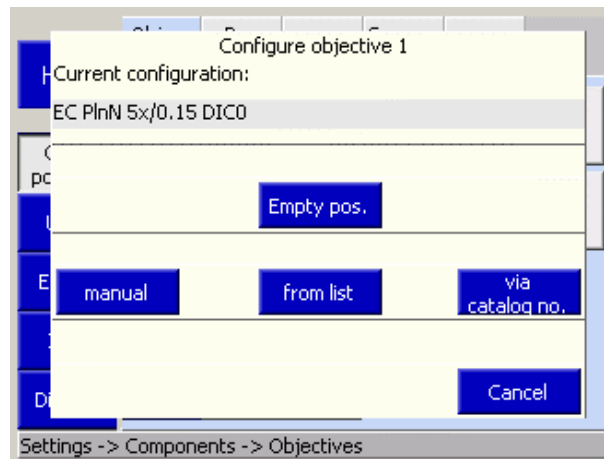 Configure objective 1
Current configuration:
EC PlnN 5x/0.15 DIC0
Empty pos.
manual
from list
via
catalog no.
Cancel
Settings -> Components -> Objectives